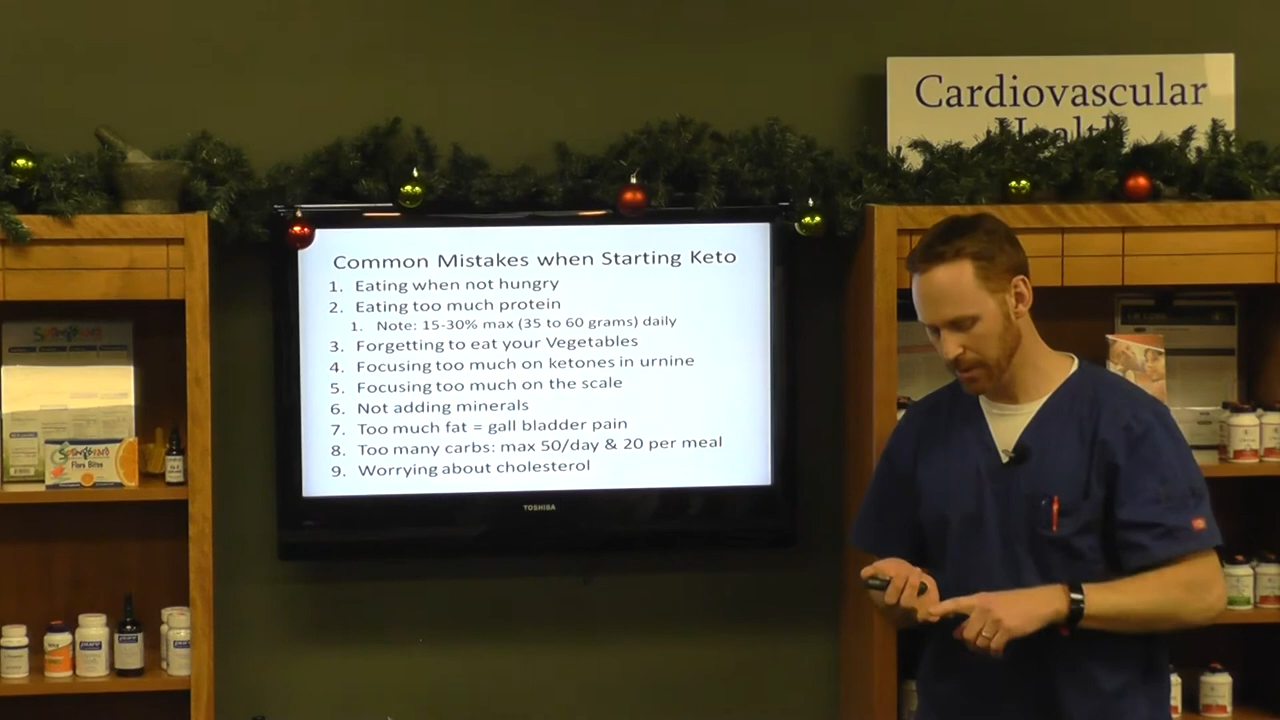 Cardiovascular
Health
Common Mistakes when Starting Keto
1. Eating when not hungry
2. Eating too much protein
1. Note: 15-30% max (35 to 60 grams) daily
3. Forgetting to eat your Vegetables
4. Focusing too much on ketones in urnine
5. Focusing too much on the scale
6. Not adding minerals
7. Too much fat = gall bladder pain
8. Too many carbs: max 50/day & 20 per meal
9. Worrying about cholesterol
TOSHIBA